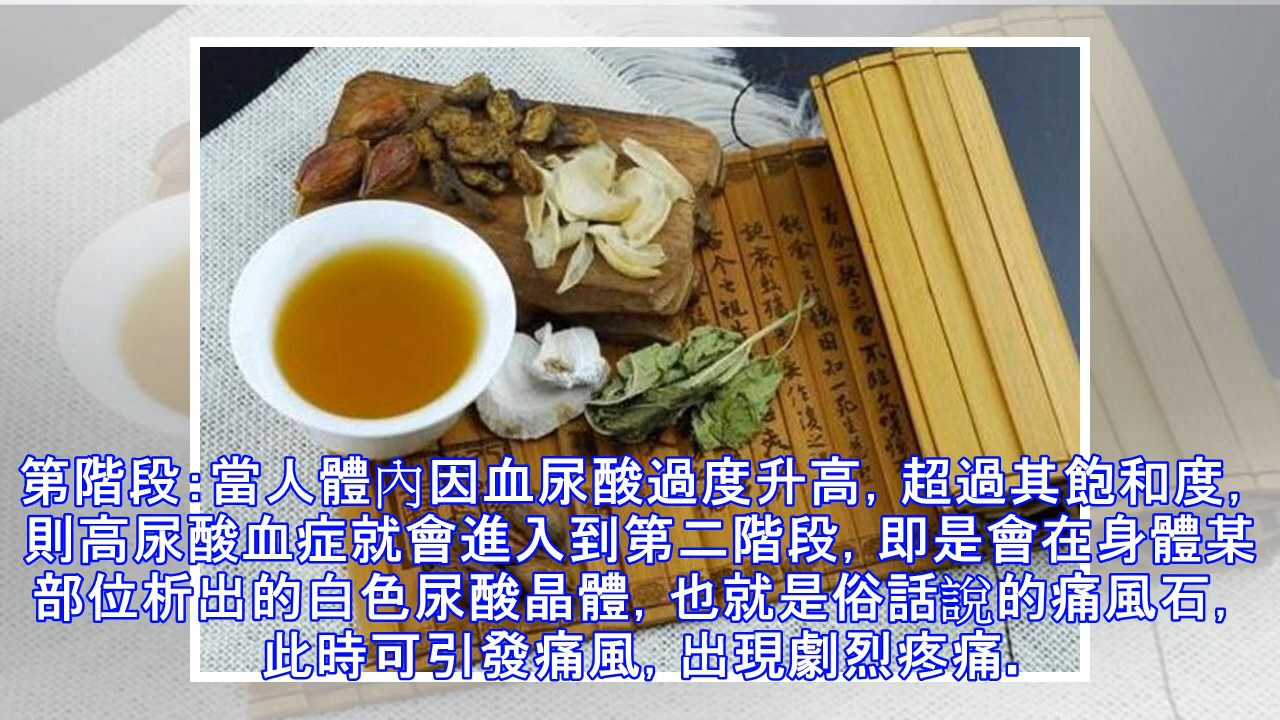 第階段:當人體內因血尿酸過度升高,超過其飽和度,
則高尿酸血症就會進入到第二階段,即是會在身體某
部位析出的白色尿酸晶體,也就是俗話說的痛風石,
此時可引發痛風,出現劇烈疼痛.